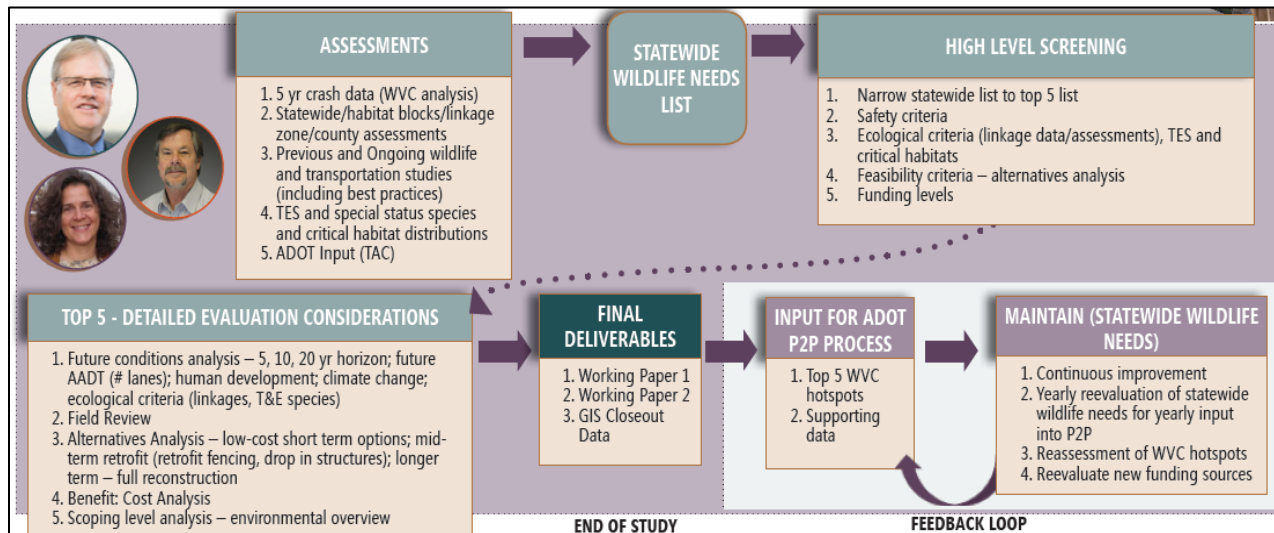 ASSESSMENTS
1. 5 yr crash data (WVC analysis)
2. Statewide/habitat blocks/linkage
zone/county assessments
3. Previous and Ongoing wildlife
and transportation studies
(including best practices)
4. TES and special status species
and critical habitat distributions
5. ADOT Input (TAC)
STATEWIDE
WILDLIFE NEEDS
LIST
HIGH LEVEL SCREENING
1. Narrow statewide list to top 5 list
2. Safety criteria
3. Ecological criteria (linkage data/assessments), TES and
critical habitats
4. Feasibility criteria – alternatives analysis
5. Funding levels
TOP 5 - DETAILED EVALUATION CONSIDERATIONS
1. Future conditions analysis – 5, 10, 20 yr horizon; future
AADT (# lanes); human development; climate change;
ecological criteria (linkages, T&E species)
2. Field Review
3. Alternatives Analysis – low-cost short term options; mid-
term retrofit (retrofit fencing, drop in structures); longer
term – full reconstruction
4. Benefit: Cost Analysis
5. Scoping level analysis – environmental overview
FINAL
DELIVERABLES
1. Working Paper 1
2. Working Paper 2
3. GIS Closeout
Data
INPUT FOR ADOT
P2P PROCESS
1. Top 5 WVC
hotspots
2. Supporting
data
MAINTAIN (STATEWIDE WILDLIFE
NEEDS)
1. Continuous improvement
2. Yearly reevaluation of statewide
wildlife needs for yearly input
into P2P
3. Reassessment of WVC hotspots
4. Reevaluate new funding sources
END OF STUDY
FEEDBACK LOOP